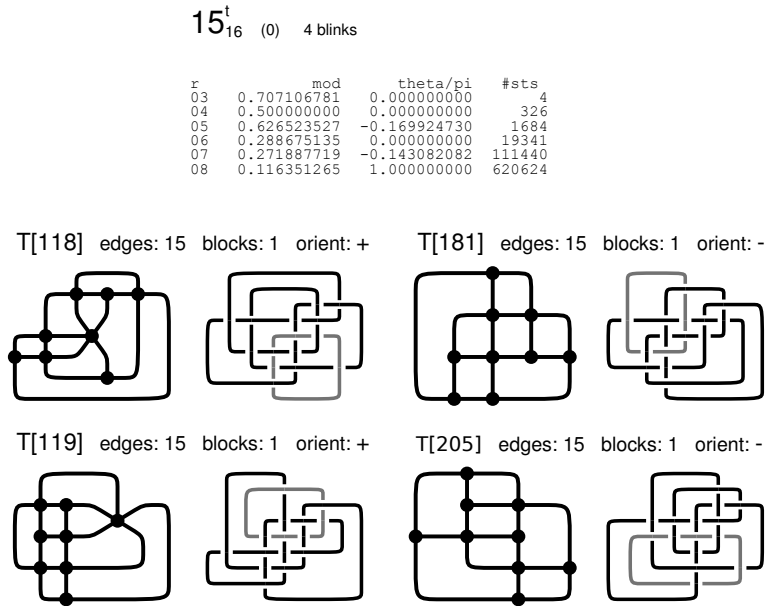 15^t_16 (0) 4 blinks
r mod theta/pi #sts
03 0.707106781 0.000000000 4
04 0.500000000 0.000000000 326
05 0.626523527 -0.169924730 1684
06 0.288675135 0.000000000 19341
07 0.271887719 -0.143082082 111440
08 0.116351265 1.000000000 620624
T[118] edges: 15 blocks: 1 orient: +
T[181] edges: 15 blocks: 1 orient: -
T[119] edges: 15 blocks: 1 orient: +
T[205] edges: 15 blocks: 1 orient: -